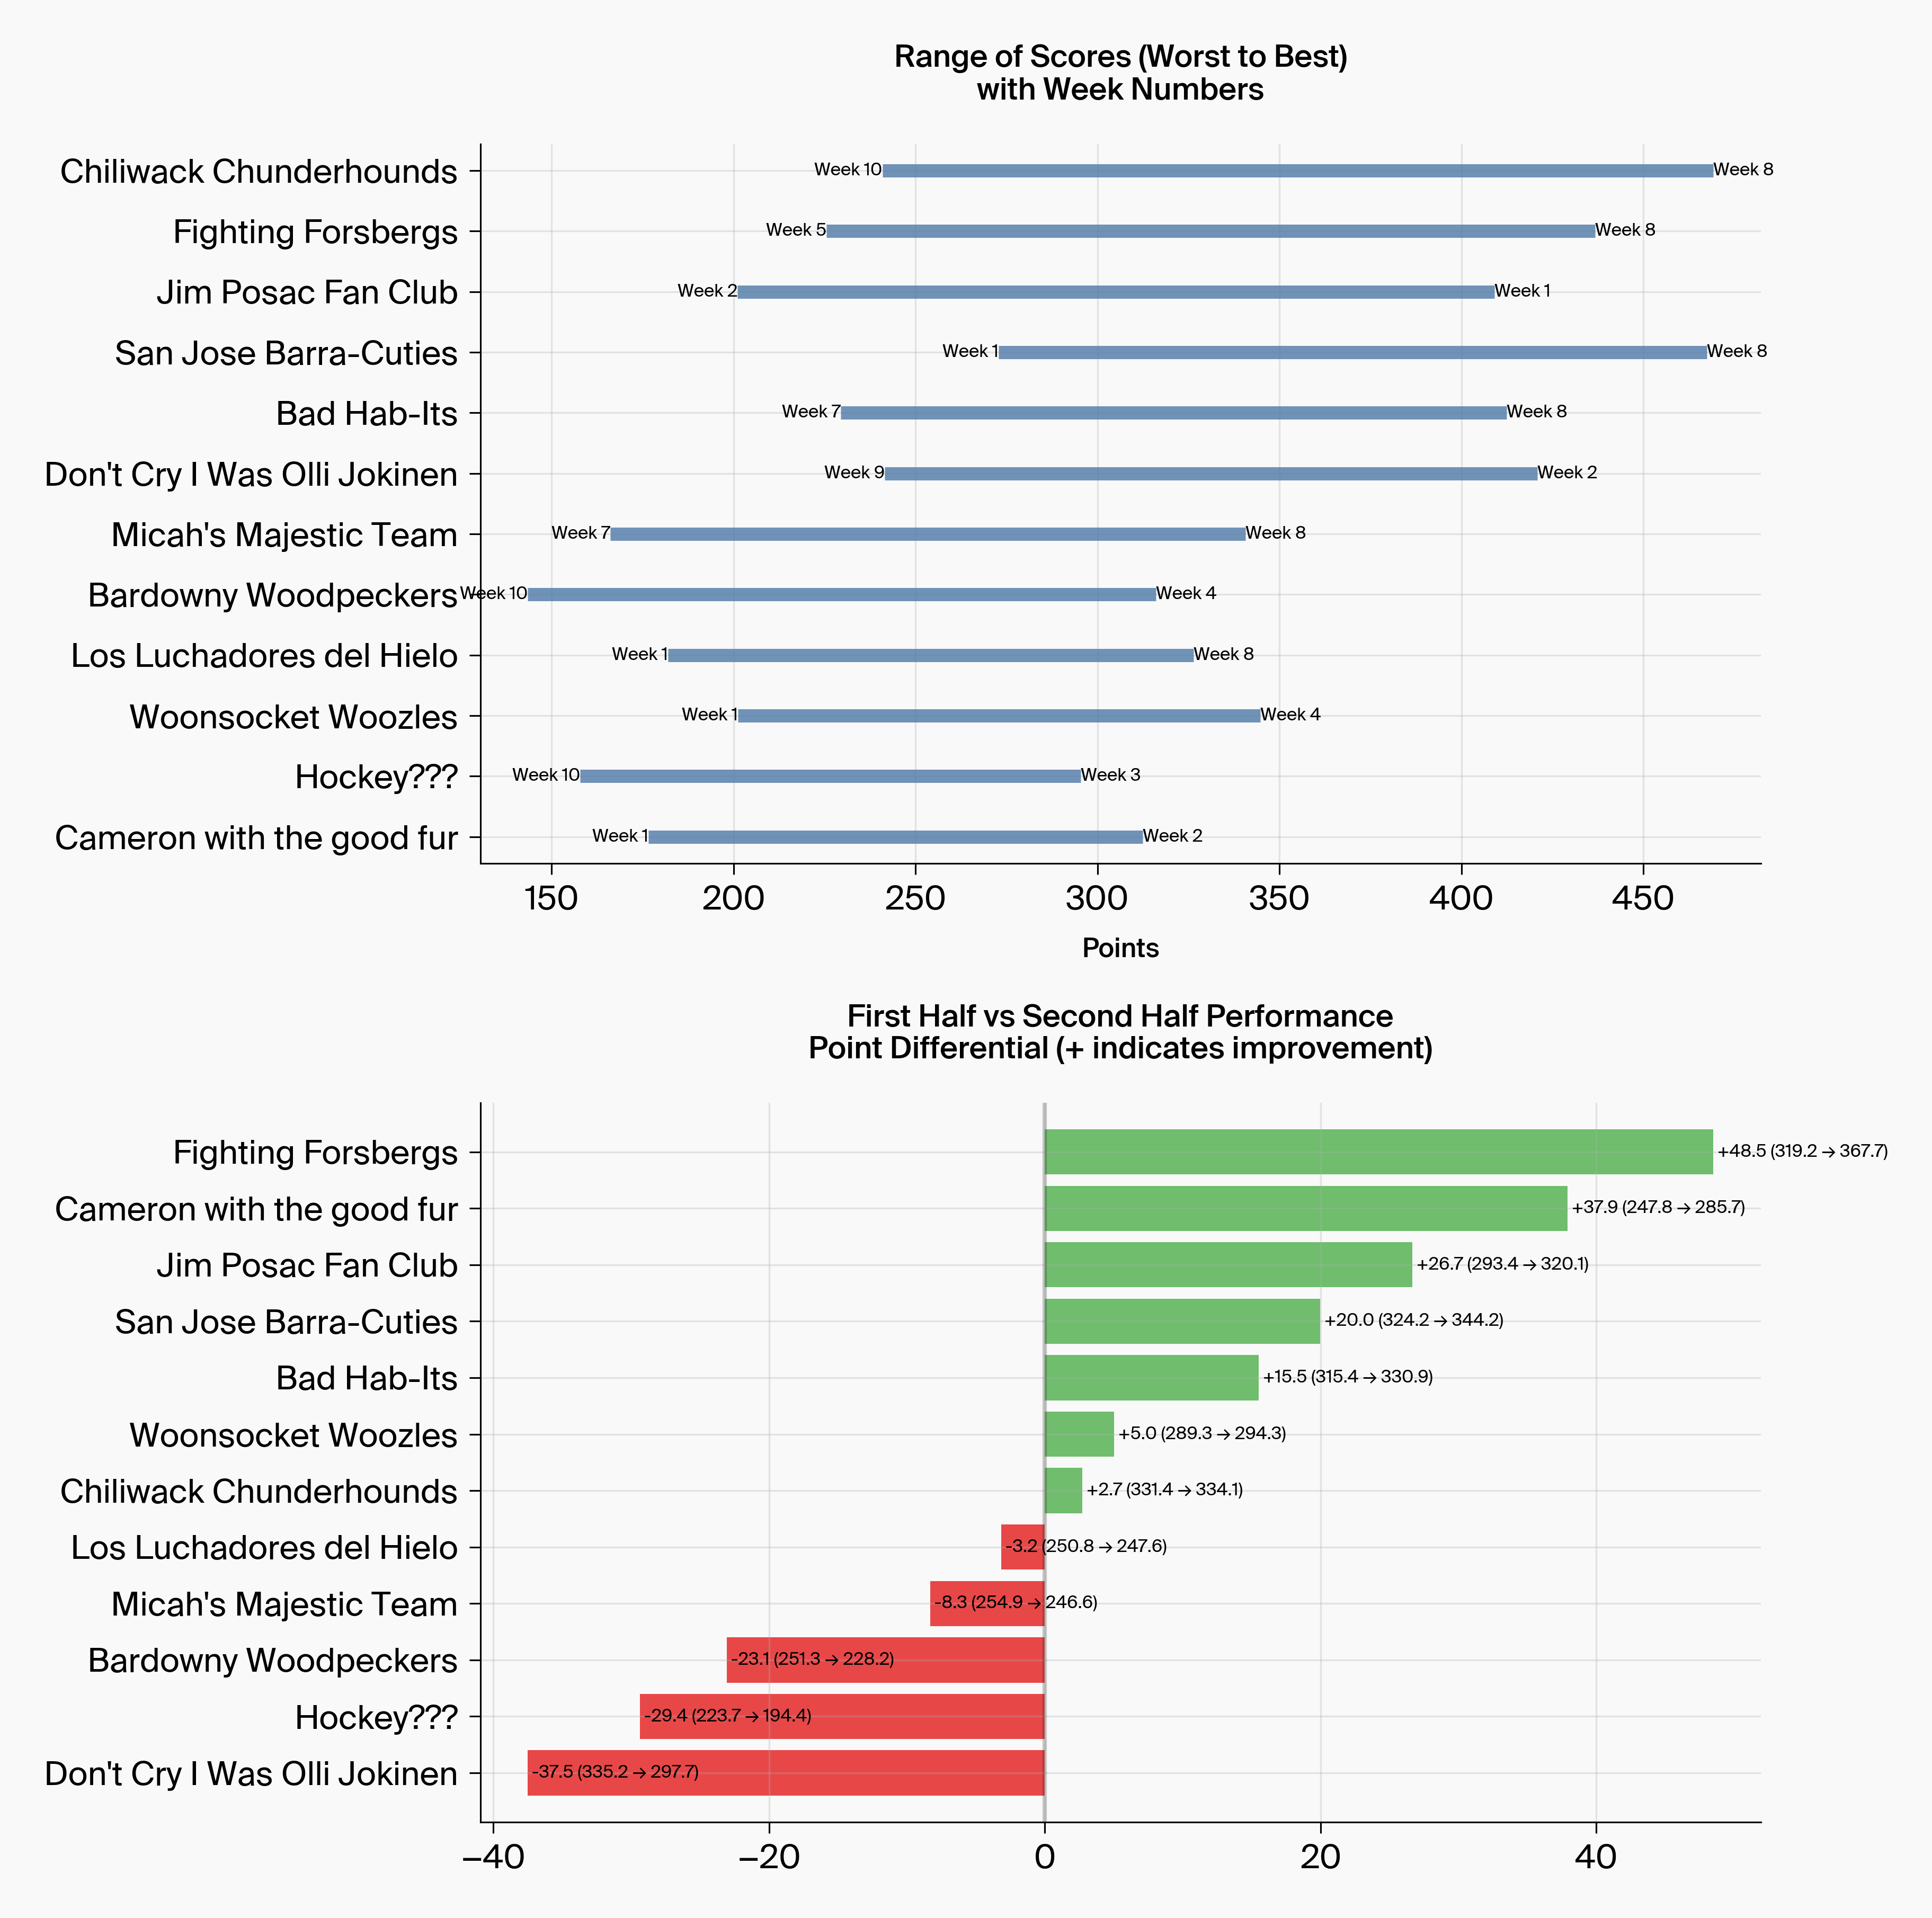 Range of Scores (Worst to Best)
with Week Numbers
Chiliwack Chunderhounds Week 10 Week 8
Fighting Forsbergs Week 5 Week 8
Jim Posac Fan Club Week 2 Week 1
San Jose Barra-Cuties Week 1 Week 8
Bad Hab-Its Week 7 Week 8
Don't Cry I Was Olli Jokinen Week 9 Week 2
Micah's Majestic Team Week 7 Week 8
Bardowny Woodpeckers Week 10 Week 4
Los Luchadores del Hielo Week 1 Week 8
Woonsocket Woozles Week 1 Week 4
Hockey??? Week 10 Week 3
Cameron with the good fur Week 1 Week 2
150 200 250 300 350 400 450
Points
First Half vs Second Half Performance
Point Differential (+ indicates improvement)
Fighting Forsbergs +48.5 (319.2 → 367.7)
Cameron with the good fur +37.9 (247.8 → 285.7)
Jim Posac Fan Club +26.7 (293.4 → 320.1)
San Jose Barra-Cuties +20.0 (324.2 → 344.2)
Bad Hab-Its +15.5 (315.4 → 330.9)
Woonsocket Woozles +5.0 (289.3 → 294.3)
Chiliwack Chunderhounds +2.7 (331.4 → 334.1)
Los Luchadores del Hielo -3.2 (250.8 → 247.6)
Micah's Majestic Team -8.3 (254.9 → 246.6)
Bardowny Woodpeckers -23.1 (251.3 → 228.2)
Hockey??? -29.4 (223.7 → 194.4)
Don't Cry I Was Olli Jokinen -37.5 (335.2 → 297.7)
−40 −20 0 20 40